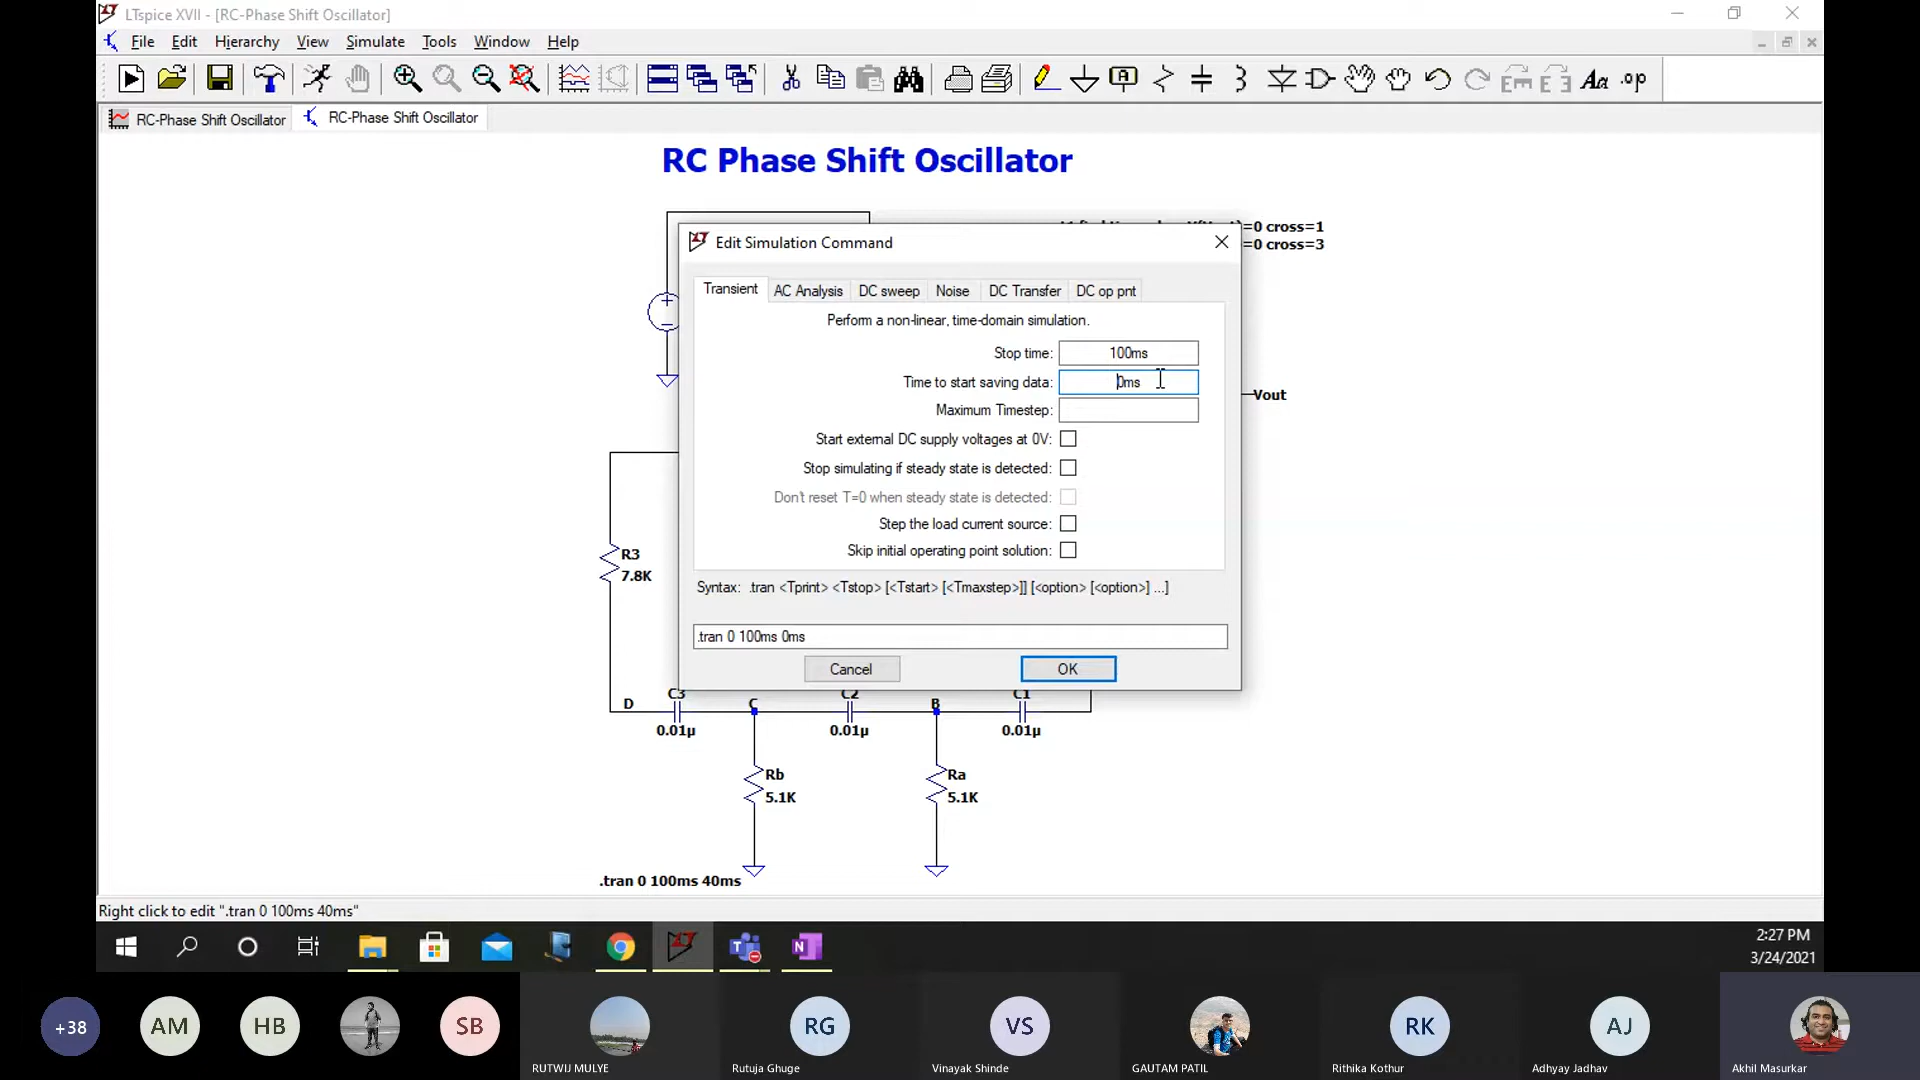 LTspice XVII - [RC-Phase Shift Oscillator]
File Edit Hierarchy View Simulate Tools Window Help
A Aa .op
RC-Phase Shift Oscillator RC-Phase Shift Oscillator
RC Phase Shift Oscillator
=0 cross=1
=0 cross=3
Edit Simulation Command
Transient AC Analysis DC sweep Noise DC Transfer DC op pnt
Perform a non-linear, time-domain simulation.
Stop time: 100ms
Time to start saving data: 0ms
Maximum Timestep:
Start external DC supply voltages at 0V:
Stop simulating if steady state is detected:
Don't reset T=0 when steady state is detected:
Step the load current source:
Skip initial operating point solution:
Syntax: .tran <Tprint> <Tstop> [<Tstart> [<Tmaxstep>]] [<option> [<option>] ...]
.tran 0 100ms 0ms
Cancel OK
Vout
R3
7.8K
D C3 C C2 B C1
0.01µ 0.01µ 0.01µ
Rb Ra
5.1K 5.1K
.tran 0 100ms 40ms
Right click to edit ".tran 0 100ms 40ms"
2:27 PM
3/24/2021
+38 AM HB SB RG VS RK AJ
RUTWIJ MULYE Rutuja Ghuge Vinayak Shinde GAUTAM PATIL Rithika Kothur Adhyay Jadhav Akhil Masurkar